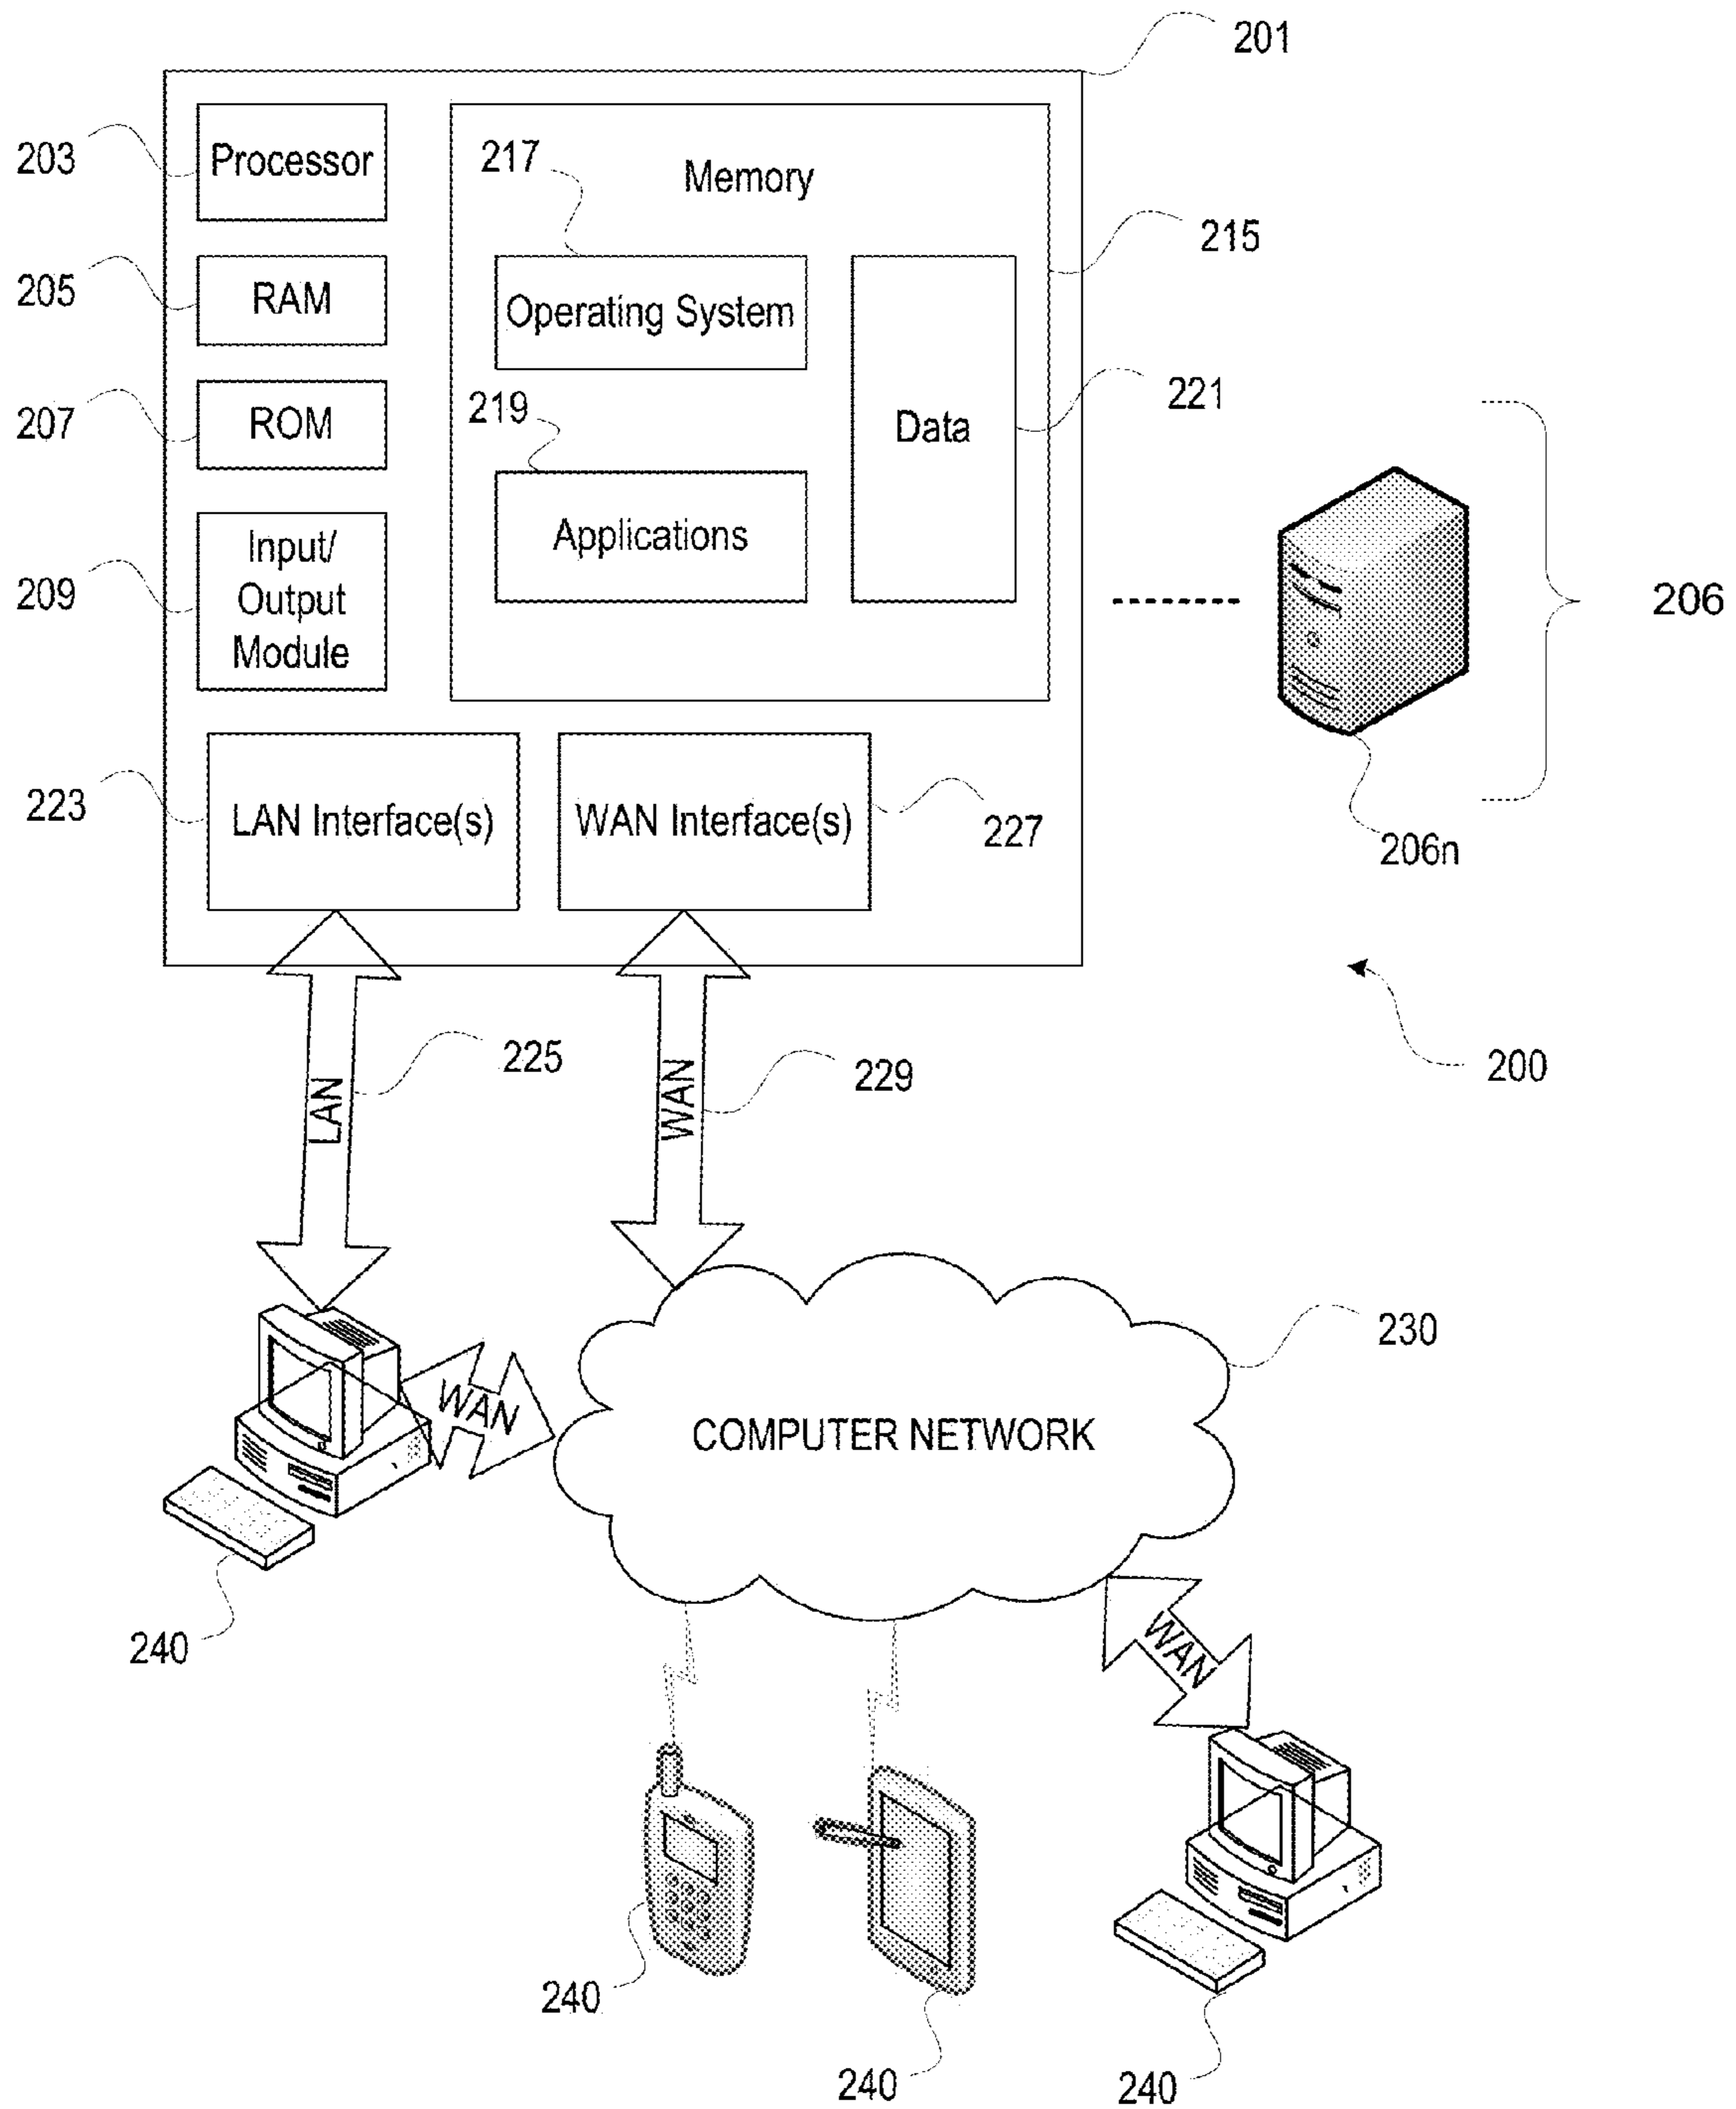 201
203
Processor
217
Memory
215
205
RAM
Operating System
207
ROM
219
Data
221
Applications
209
Input/
Output
Module
206
223
LAN Interface(s)
WAN Interface(s)
227
206n
LAN
225
WAN
229
200
230
WAN
COMPUTER NETWORK
240
WAN
240
240
240